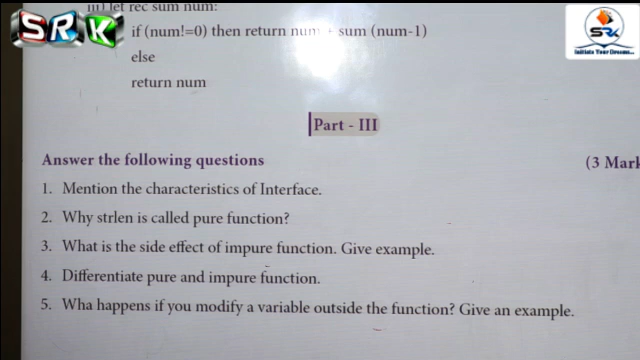 iii) let rec sum num:
SRK
if (num!=0) then return num + sum (num-1)
else
return num
SRK
Initiate Your Dreams...
Part - III
Answer the following questions (3 Mark
1. Mention the characteristics of Interface.
2. Why strlen is called pure function?
3. What is the side effect of impure function. Give example.
4. Differentiate pure and impure function.
5. Wha happens if you modify a variable outside the function? Give an example.